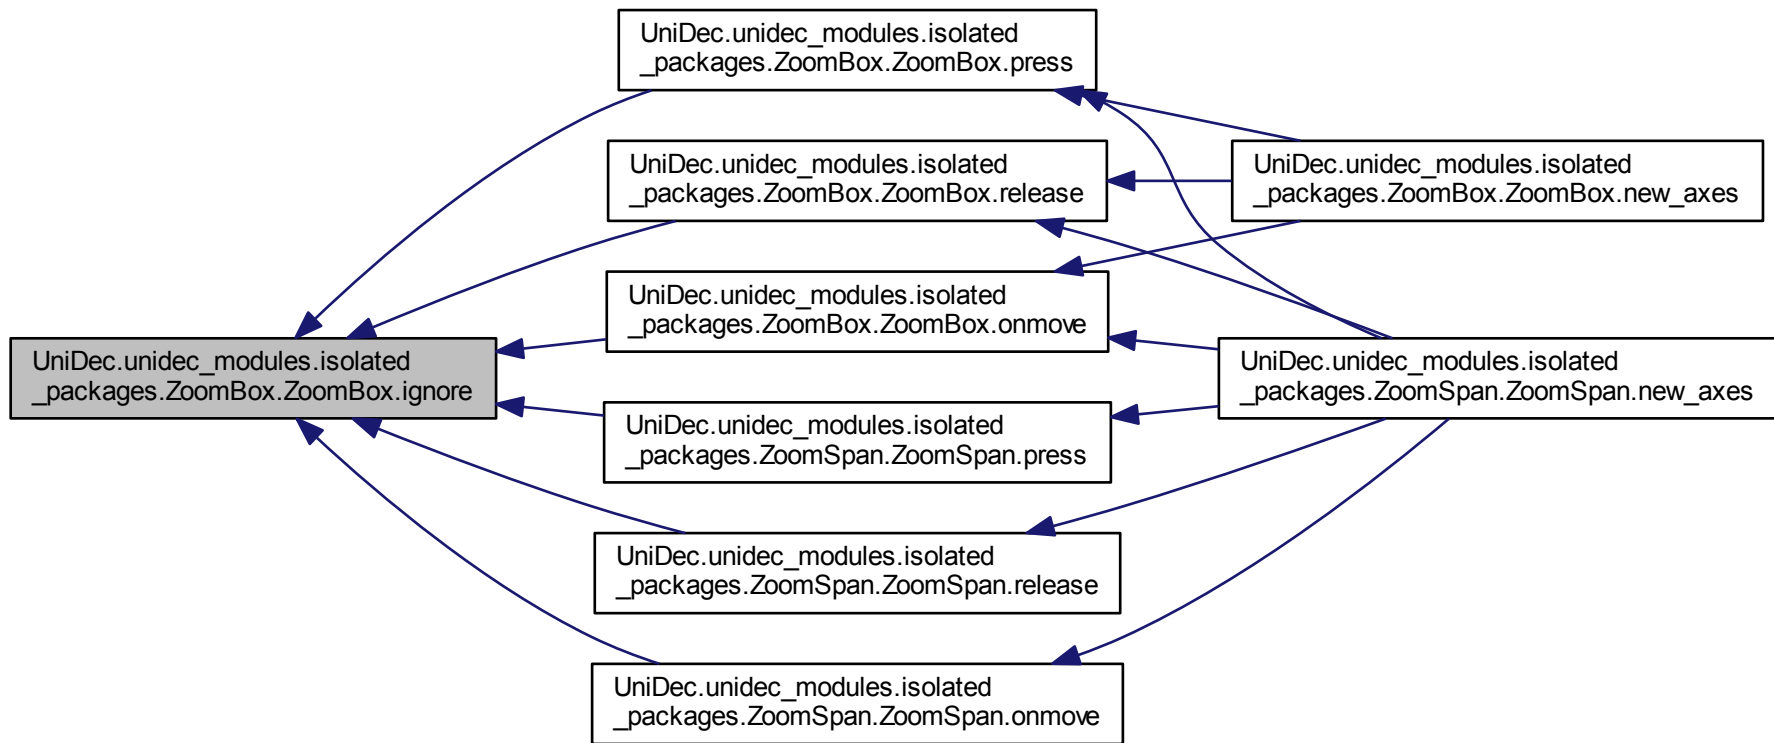 UniDec.unidec_modules.isolated
_packages.ZoomBox.ZoomBox.press
UniDec.unidec_modules.isolated
_packages.ZoomBox.ZoomBox.release
UniDec.unidec_modules.isolated
_packages.ZoomBox.ZoomBox.new_axes
UniDec.unidec_modules.isolated
_packages.ZoomBox.ZoomBox.onmove
UniDec.unidec_modules.isolated
_packages.ZoomBox.ZoomBox.ignore
UniDec.unidec_modules.isolated
_packages.ZoomSpan.ZoomSpan.new_axes
UniDec.unidec_modules.isolated
_packages.ZoomSpan.ZoomSpan.press
UniDec.unidec_modules.isolated
_packages.ZoomSpan.ZoomSpan.release
UniDec.unidec_modules.isolated
_packages.ZoomSpan.ZoomSpan.onmove